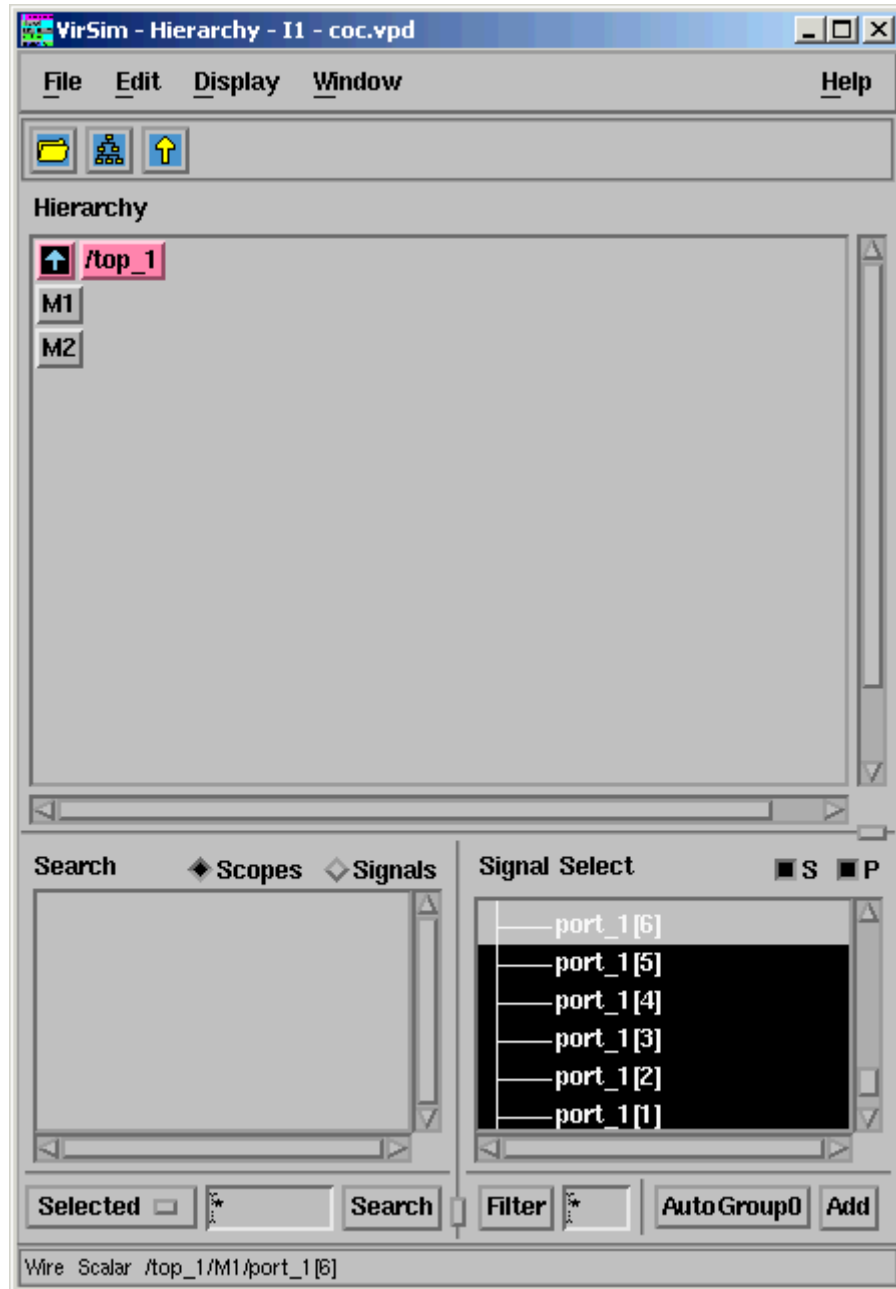 VirSim - Hierarchy - I1 - coc.vpd
File Edit Display Window Help
Hierarchy
/top_1
M1
M2
Search Scopes Signals
Signal Select S P
port_1[6]
port_1[5]
port_1[4]
port_1[3]
port_1[2]
port_1[1]
Selected * Search
Filter * AutoGroup0 Add
Wire Scalar /top_1/M1/port_1[6]